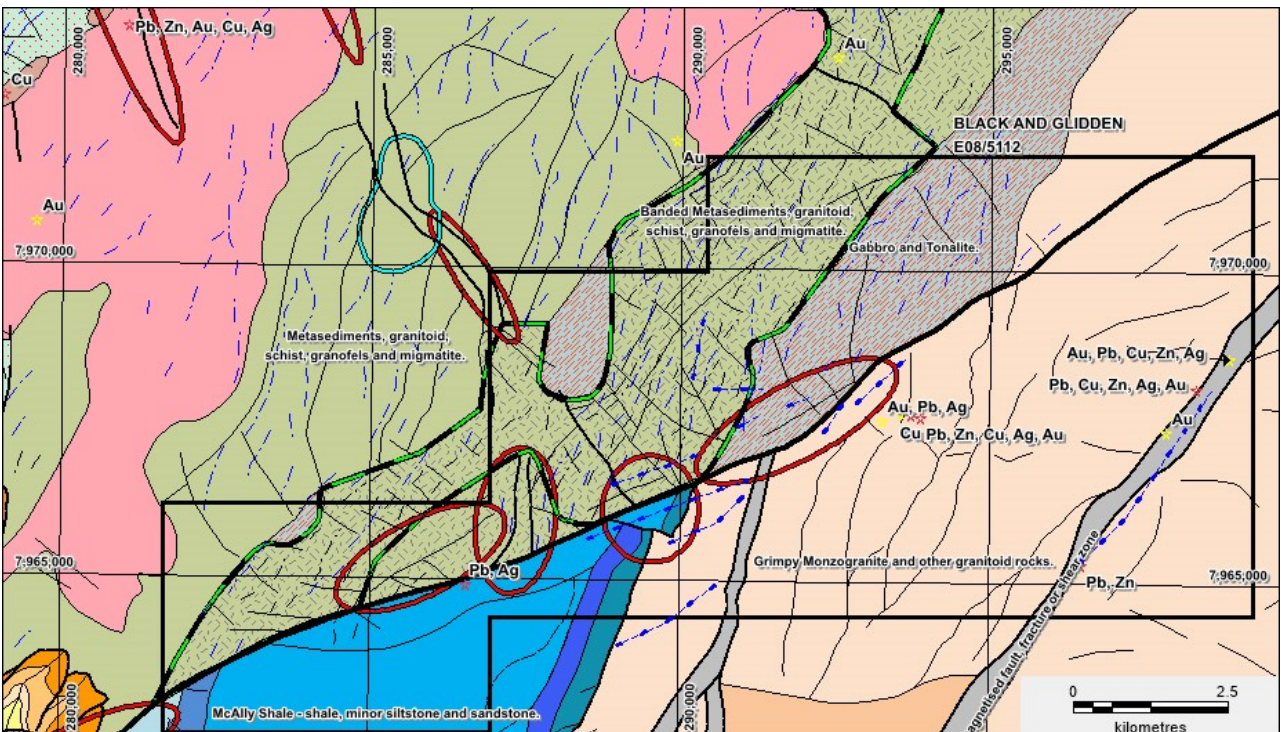 Pb, Zn, Au, Cu, Ag
280,000
285,000
290,000
295,000
Au
Cu
BLACK AND GLIDDEN
E08/5112
Au
Au
Banded Metasediments, granitoid,
schist, granofels and migmatite.
Gabbro and Tonalite.
7,970,000
7,970,000
Metasediments, granitoid,
schist, granofels and migmatite.
Au, Pb, Cu, Zn, Ag
Pb, Cu, Zn, Ag, Au
Au, Pb, Ag
Au
Cu Pb, Zn, Cu, Ag, Au
7,965,000
Pb, Ag
Grimpy Monzogranite and other granitoid rocks.
Pb, Zn
7,965,000
agnetised fault, fracture or shear zone
280,000
290,000
McAlly Shale - shale, minor siltstone and sandstone.
0
2.5
kilometres